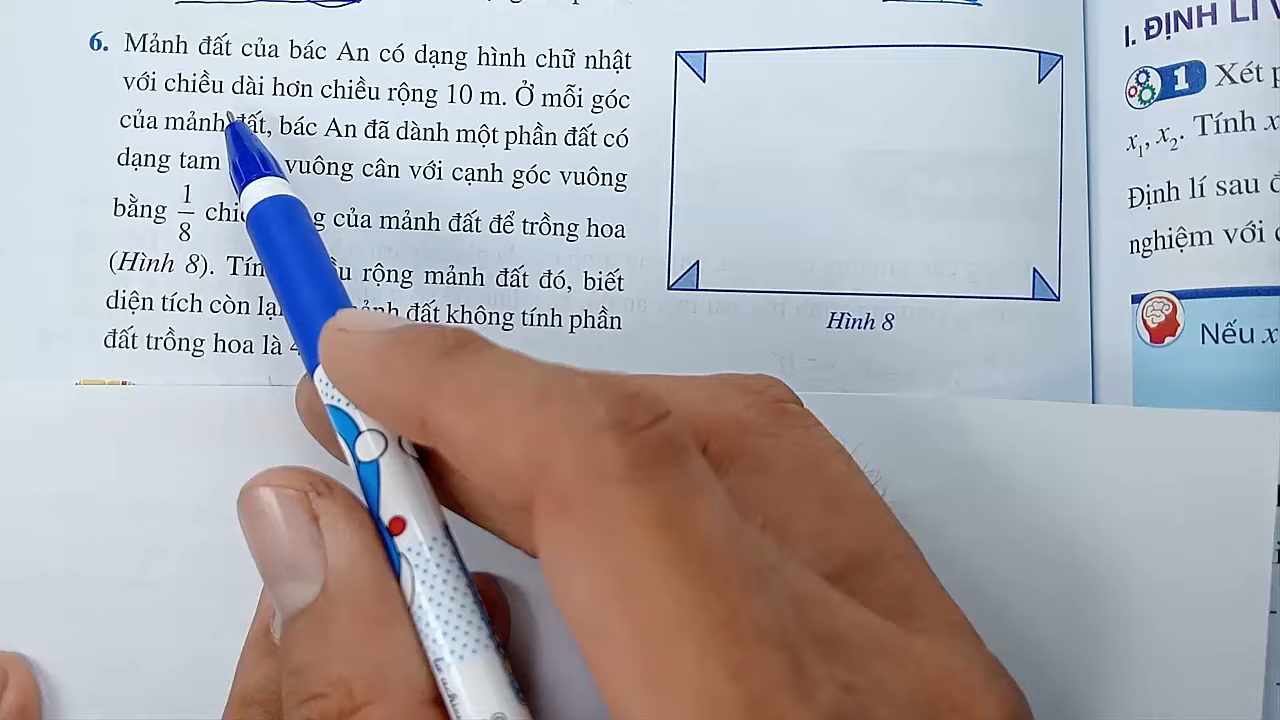 6. Mảnh đất của bác An có dạng hình chữ nhật
với chiều dài hơn chiều rộng 10 m. Ở mỗi góc
của mảnh đất, bác An đã dành một phần đất có
dạng tam vuông cân với cạnh góc vuông
bằng 1/8 của mảnh đất để trồng hoa
(Hình 8). rộng mảnh đất đó, biết
diện tích còn đất không tính phần
đất trồng hoa là
Hình 8
I. ĐỊNH LÍ
1 Xét
x₁, x₂. Tính x
Định lí sau
nghiệm với
Nếu x